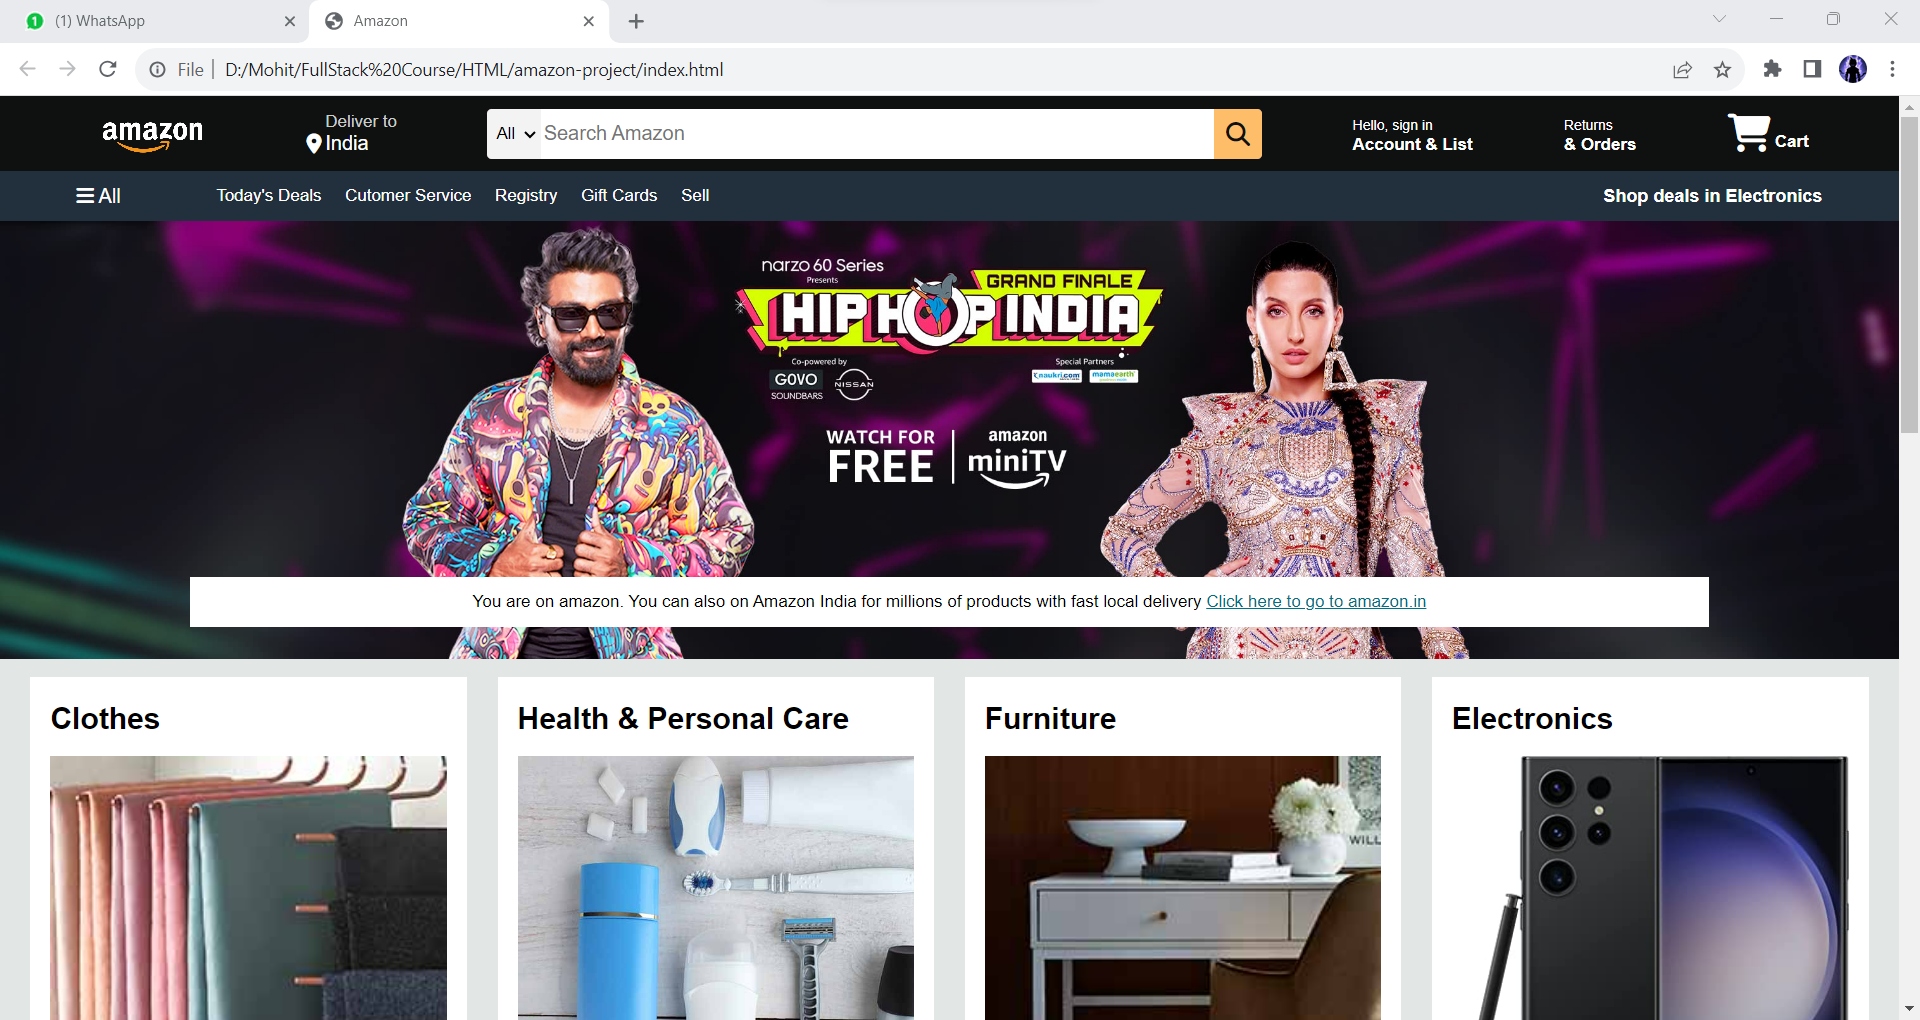 (1) WhatsApp
Amazon
File
D:/Mohit/FullStack%20Course/HTML/amazon-project/index.html
amazon
Deliver to
India
All
Search Amazon
Hello, sign in
Account & List
Returns
& Orders
Cart
All
Today's Deals
Cutomer Service
Registry
Gift Cards
Sell
Shop deals in Electronics
narzo 60 Series
Presents
GRAND FINALE
HIP HOP INDIA
Co-powered by
GOVO
SOUNDBARS
NISSAN
Special Partners
naukri.com
mamaearth
WATCH FOR
FREE
amazon
miniTV
You are on amazon. You can also on Amazon India for millions of products with fast local delivery Click here to go to amazon.in
Clothes
Health & Personal Care
Furniture
Electronics
WILL